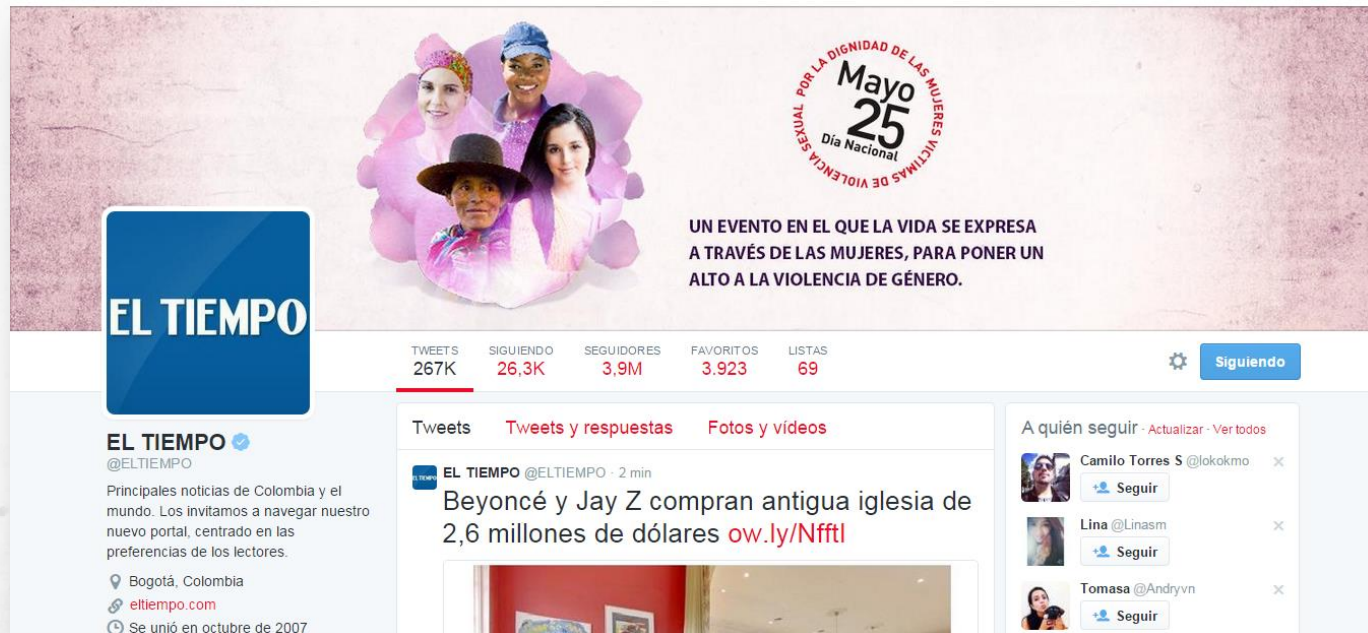 POR LA DIGNIDAD DE LAS MUJERES VICTIMAS DE VIOLENCIA SEXUAL
Mayo
25
Día Nacional
UN EVENTO EN EL QUE LA VIDA SE EXPRESA
A TRAVÉS DE LAS MUJERES, PARA PONER UN
ALTO A LA VIOLENCIA DE GÉNERO.
EL TIEMPO
TWEETS SIGUIENDO SEGUIDORES FAVORITOS LISTAS
267K 26,3K 3,9M 3.923 69
Siguiendo
EL TIEMPO
@ELTIEMPO
Principales noticias de Colombia y el
mundo. Los invitamos a navegar nuestro
nuevo portal, centrado en las
preferencias de los lectores.
Bogotá, Colombia
eltiempo.com
Se unió en octubre de 2007
Tweets Tweets y respuestas Fotos y vídeos
EL TIEMPO
EL TIEMPO @ELTIEMPO · 2 min
Beyoncé y Jay Z compran antigua iglesia de
2,6 millones de dólares ow.ly/Nfftl
A quién seguir · Actualizar · Ver todos
Camilo Torres S @lokokmo
Seguir
Lina @Linasm
Seguir
Tomasa @Andryvn
Seguir